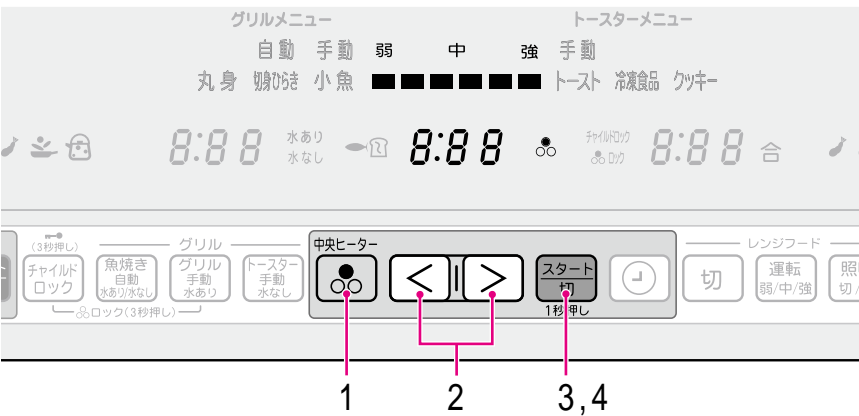 グリルメニュー トースターメニュー
自動 手動 弱 中 強 手動
丸身 切身ひらき 小魚 トースト 冷凍食品 クッキー
8:88 水あり 水なし 8:88 チャイルドロック ロック 8:88 合
(3秒押し) グリル 中央ヒーター レンジフード
チャイルドロック 魚焼き自動水あり/水なし グリル手動水あり トースター手動水なし < > スタート切 切 運転弱/中/強
ロック(3秒押し) 1秒押し
1 2 3,4